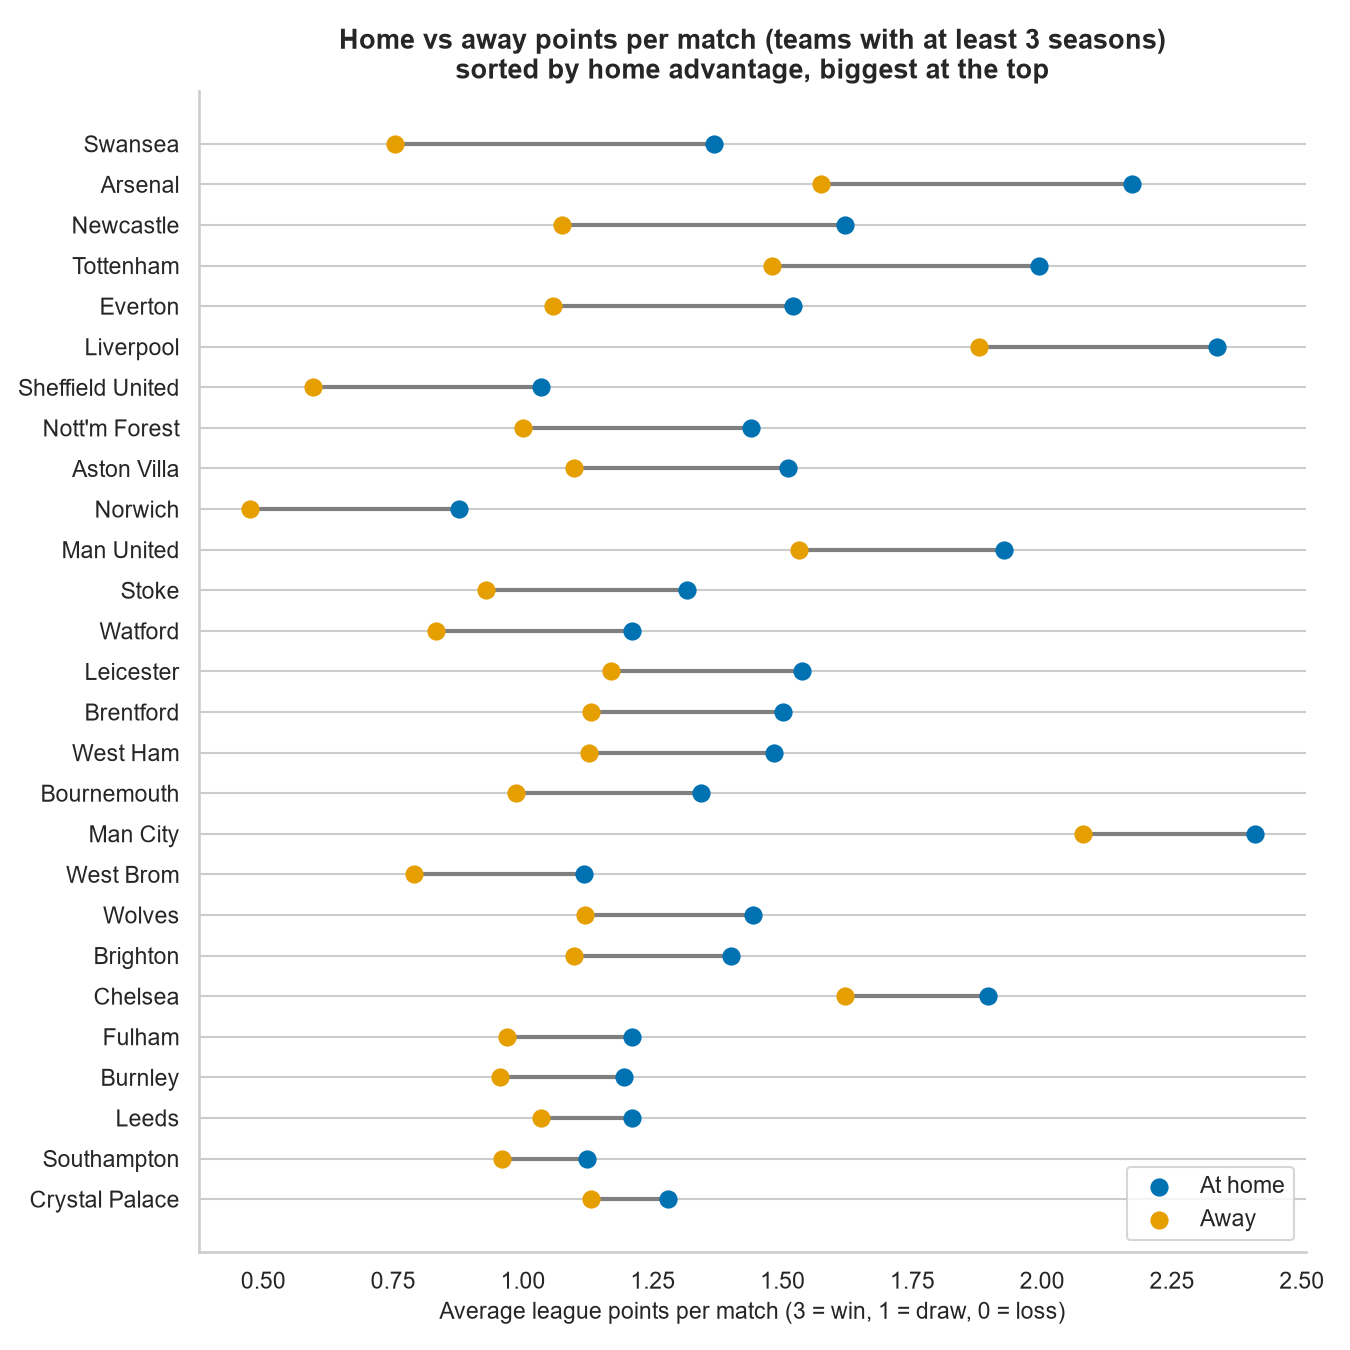 Home vs away points per match (teams with at least 3 seasons)
sorted by home advantage, biggest at the top
Swansea
Arsenal
Newcastle
Tottenham
Everton
Liverpool
Sheffield United
Nott'm Forest
Aston Villa
Norwich
Man United
Stoke
Watford
Leicester
Brentford
West Ham
Bournemouth
Man City
West Brom
Wolves
Brighton
Chelsea
Fulham
Burnley
Leeds
Southampton
Crystal Palace
At home
Away
0.50 0.75 1.00 1.25 1.50 1.75 2.00 2.25 2.50
Average league points per match (3 = win, 1 = draw, 0 = loss)